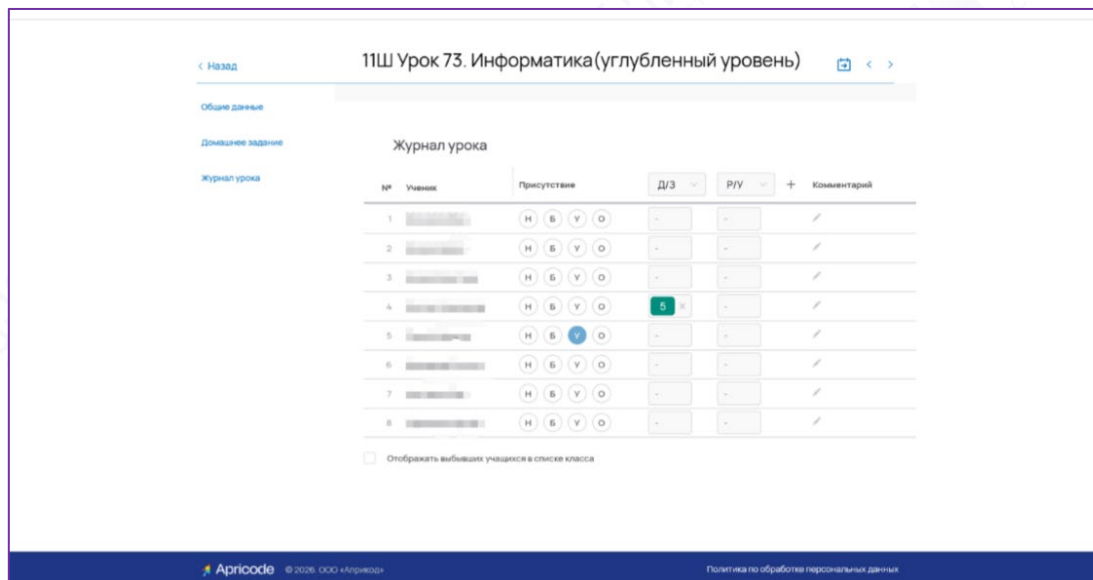 11Ш Урок 73. Информатика(углубленный уровень)
< Назад
Общие данные
Домашнее задание
Журнал урока
Журнал урока
№ Ученик Присутствие Д/З Р/У + Комментарий
1 Н Б У О - -
2 Н Б У О - -
3 Н Б У О - -
4 Н Б У О 5 × -
5 Н Б У О - -
6 Н Б У О - -
7 Н Б У О - -
8 Н Б У О - -
Отображать выбывших учащихся в списке класса
Apricode © 2026. ООО «Априкод» Политика по обработке персональных данных